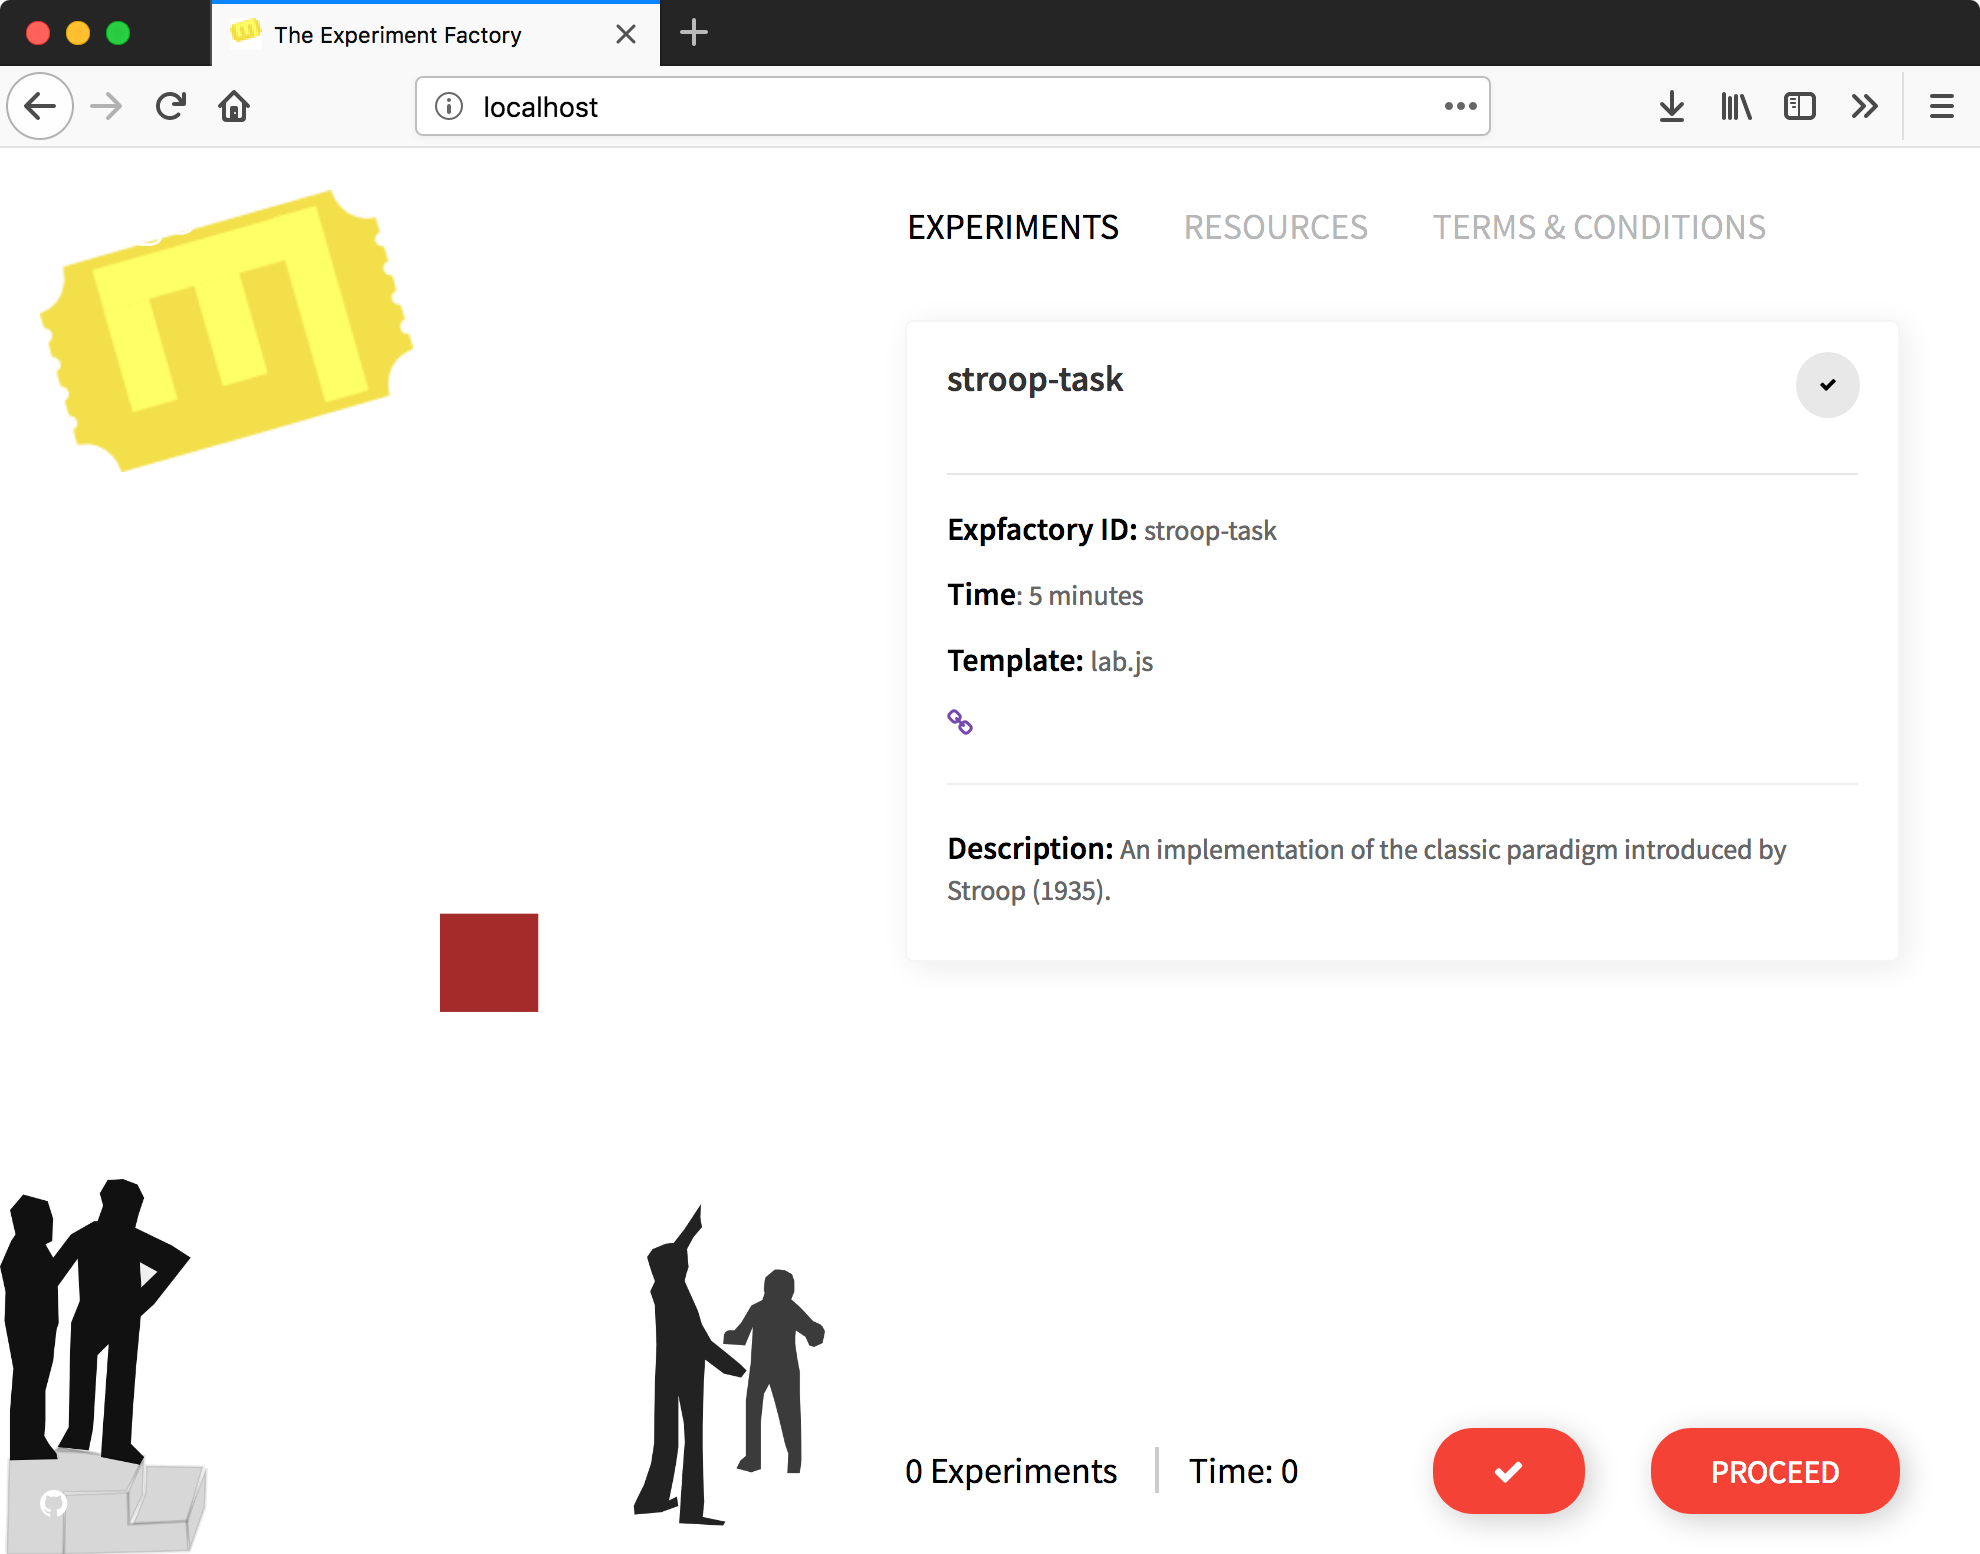 The Experiment Factory
localhost
EXPERIMENTS RESOURCES TERMS & CONDITIONS
stroop-task
Expfactory ID: stroop-task
Time: 5 minutes
Template: lab.js
Description: An implementation of the classic paradigm introduced by
Stroop (1935).
0 Experiments Time: 0 PROCEED